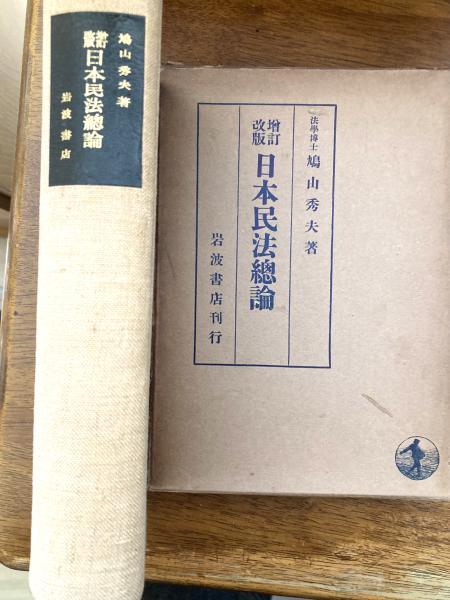 法學博士 鳩山秀夫著
增訂改版 日本民法總論
岩波書店刊行
鳩山秀夫著
增訂改版 日本民法總論
岩波書店